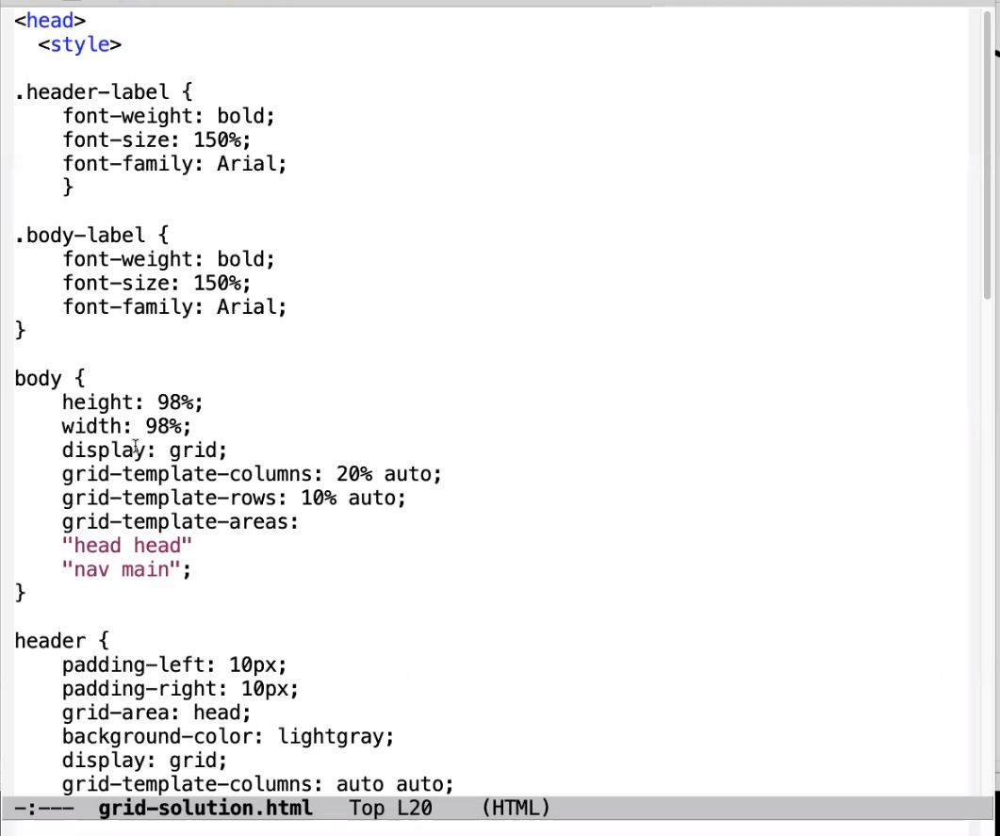 <head>
  <style>

.header-label {
    font-weight: bold;
    font-size: 150%;
    font-family: Arial;
    }

.body-label {
    font-weight: bold;
    font-size: 150%;
    font-family: Arial;
}

body {
    height: 98%;
    width: 98%;
    display: grid;
    grid-template-columns: 20% auto;
    grid-template-rows: 10% auto;
    grid-template-areas:
    "head head"
    "nav main";
}

header {
    padding-left: 10px;
    padding-right: 10px;
    grid-area: head;
    background-color: lightgray;
    display: grid;
    grid-template-columns: auto auto;
-:---  grid-solution.html   Top L20    (HTML)